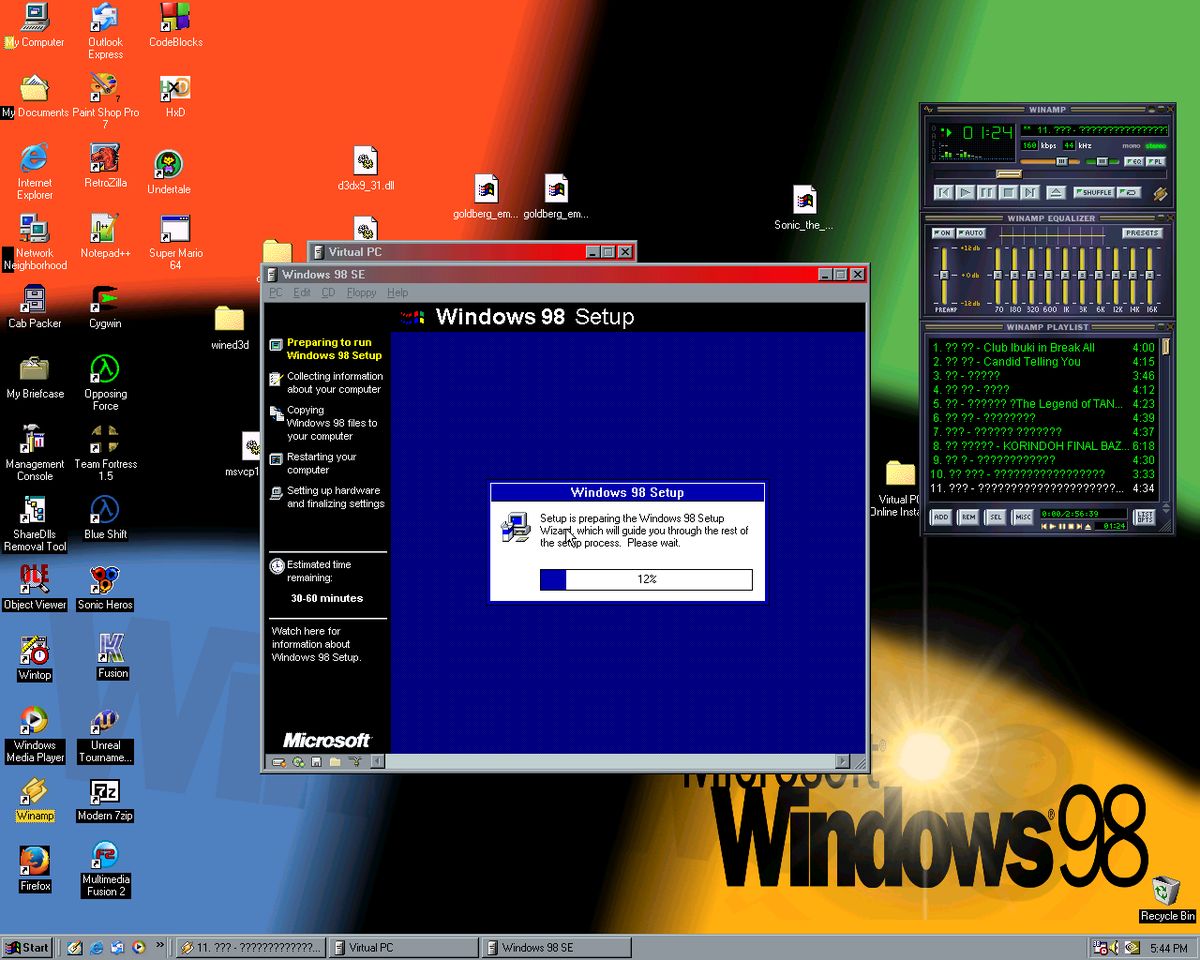 My Computer
Outlook
Express
CodeBlocks
My Documents
Paint Shop Pro
7
HxD
Internet
Explorer
RetroZilla
Undertale
Network
Neighborhood
Notepad++
Super Mario
64
Cab Packer
Cygwin
My Briefcase
Opposing
Force
Management
Console
Team Fortress
1.5
ShareDlls
Removal Tool
Blue Shift
OLE
Object Viewer
Sonic Heros
Wintop
Fusion
Windows
Media Player
Unreal
Tourname...
Winamp
Modern 7zip
Firefox
Multimedia
Fusion 2
wined3d
msvcp1
d3dx9_31.dll
goldberg_em...
goldberg_em...
Sonic_the_...
Virtual PC
Windows 98 SE
PC Edit CD Floppy Help
Windows 98 Setup
Preparing to run
Windows 98 Setup
Collecting information
about your computer
Copying
Windows 98 files to
your computer
Restarting your
computer
Setting up hardware
and finalizing settings
Estimated time
remaining:
30-60 minutes
Watch here for
information about
Windows 98 Setup.
Microsoft
Windows 98 Setup
Setup is preparing the Windows 98 Setup
Wizard, which will guide you through the rest of
the setup process. Please wait.
12%
Virtual PC
Online Insta
WINAMP
01:24
11. ??? - ????????????????
160 kbps 44 kHz mono stereo
EQ PL
SHUFFLE
WINAMP EQUALIZER
ON AUTO PRESETS
+12 db
+0 db
-12 db
PREAMP 70 180 320 600 1K 3K 6K 12K 14K 16K
WINAMP PLAYLIST
1. ?? ?? - Club Ibuki in Break All 4:00
2. ?? ?? - Candid Telling You 4:15
3. ?? - ????? 3:46
4. ?? ?? - ???? 4:12
5. ?? - ?????? ?The Legend of TAN... 4:23
6. ?? ?? - ???????? 4:39
7. ??? - ?????? ??????? 4:37
8. ?? ????? - KORINDOH FINAL BAZ... 6:18
9. ?? ? - ???????????? 4:30
10. ?? ??? - ?????????????????? 3:33
11. ??? - ???????????????????????... 4:34
ADD REM SEL MISC 0:00/2:56:39 LIST
OPTS
01:24
Microsoft
Windows 98
Recycle Bin
Start
11. ??? - ?????????????...
Virtual PC
Windows 98 SE
5:44 PM